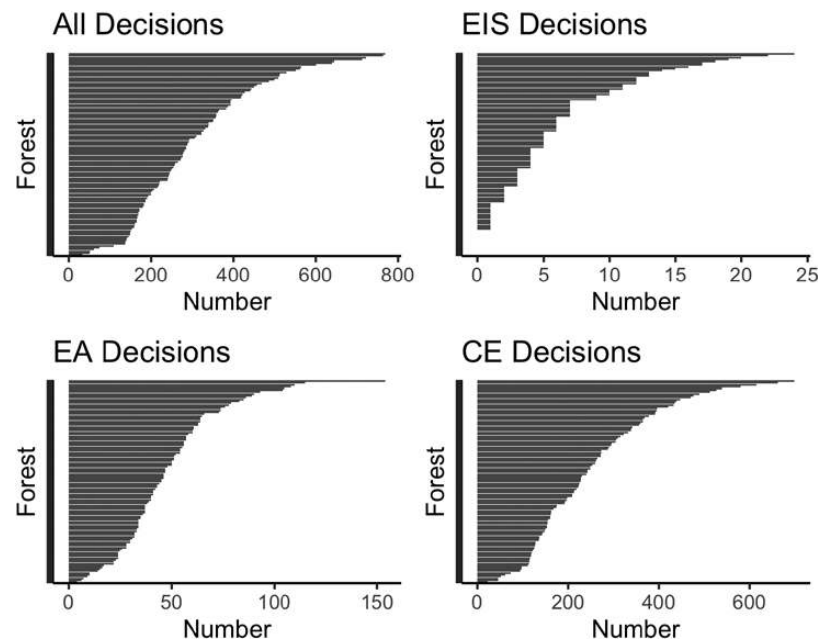 All Decisions
Forest
0 200 400 600 800
Number
EIS Decisions
Forest
0 5 10 15 20 25
Number
EA Decisions
Forest
0 50 100 150
Number
CE Decisions
Forest
0 200 400 600
Number